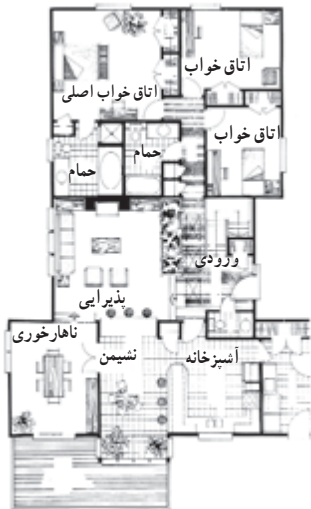 اتاق خواب
اتاق خواب اصلی
اتاق خواب
حمام
حمام
ورودی
پذیرایی
ناهارخوری
نشیمن
آشپزخانه